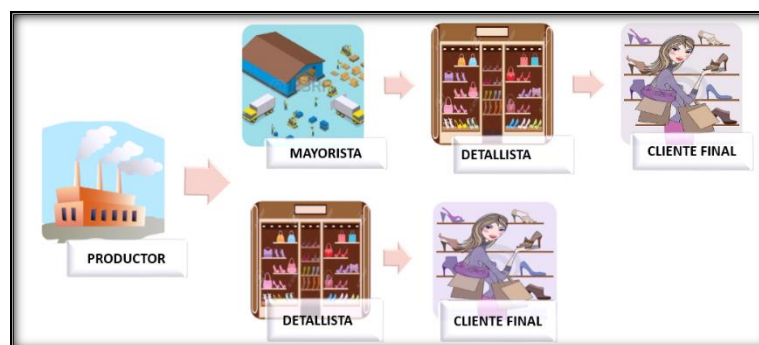 MAYORISTA
DETALLISTA
CLIENTE FINAL
PRODUCTOR
DETALLISTA
CLIENTE FINAL